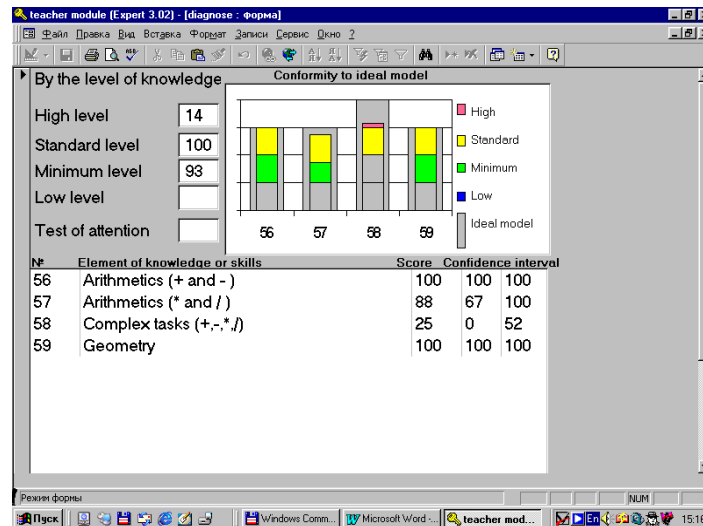 teacher module (Expert 3.02) - [diagnose : форма]
Файл Правка Вид Вставка Формат Записи Сервис Окно ?
By the level of knowledge
High level 14
Standard level 100
Minimum level 93
Low level
Test of attention
Conformity to ideal model
High
Standard
Minimum
Low
Ideal model
56 57 58 59
№ Element of knowledge or skills Score Confidence interval
56 Arithmetics (+ and - ) 100 100 100
57 Arithmetics (* and / ) 88 67 100
58 Complex tasks (+,-,*,/) 25 0 52
59 Geometry 100 100 100
Режим формы NUM
Пуск Windows Comm... Microsoft Word -... teacher mod... En 15:16